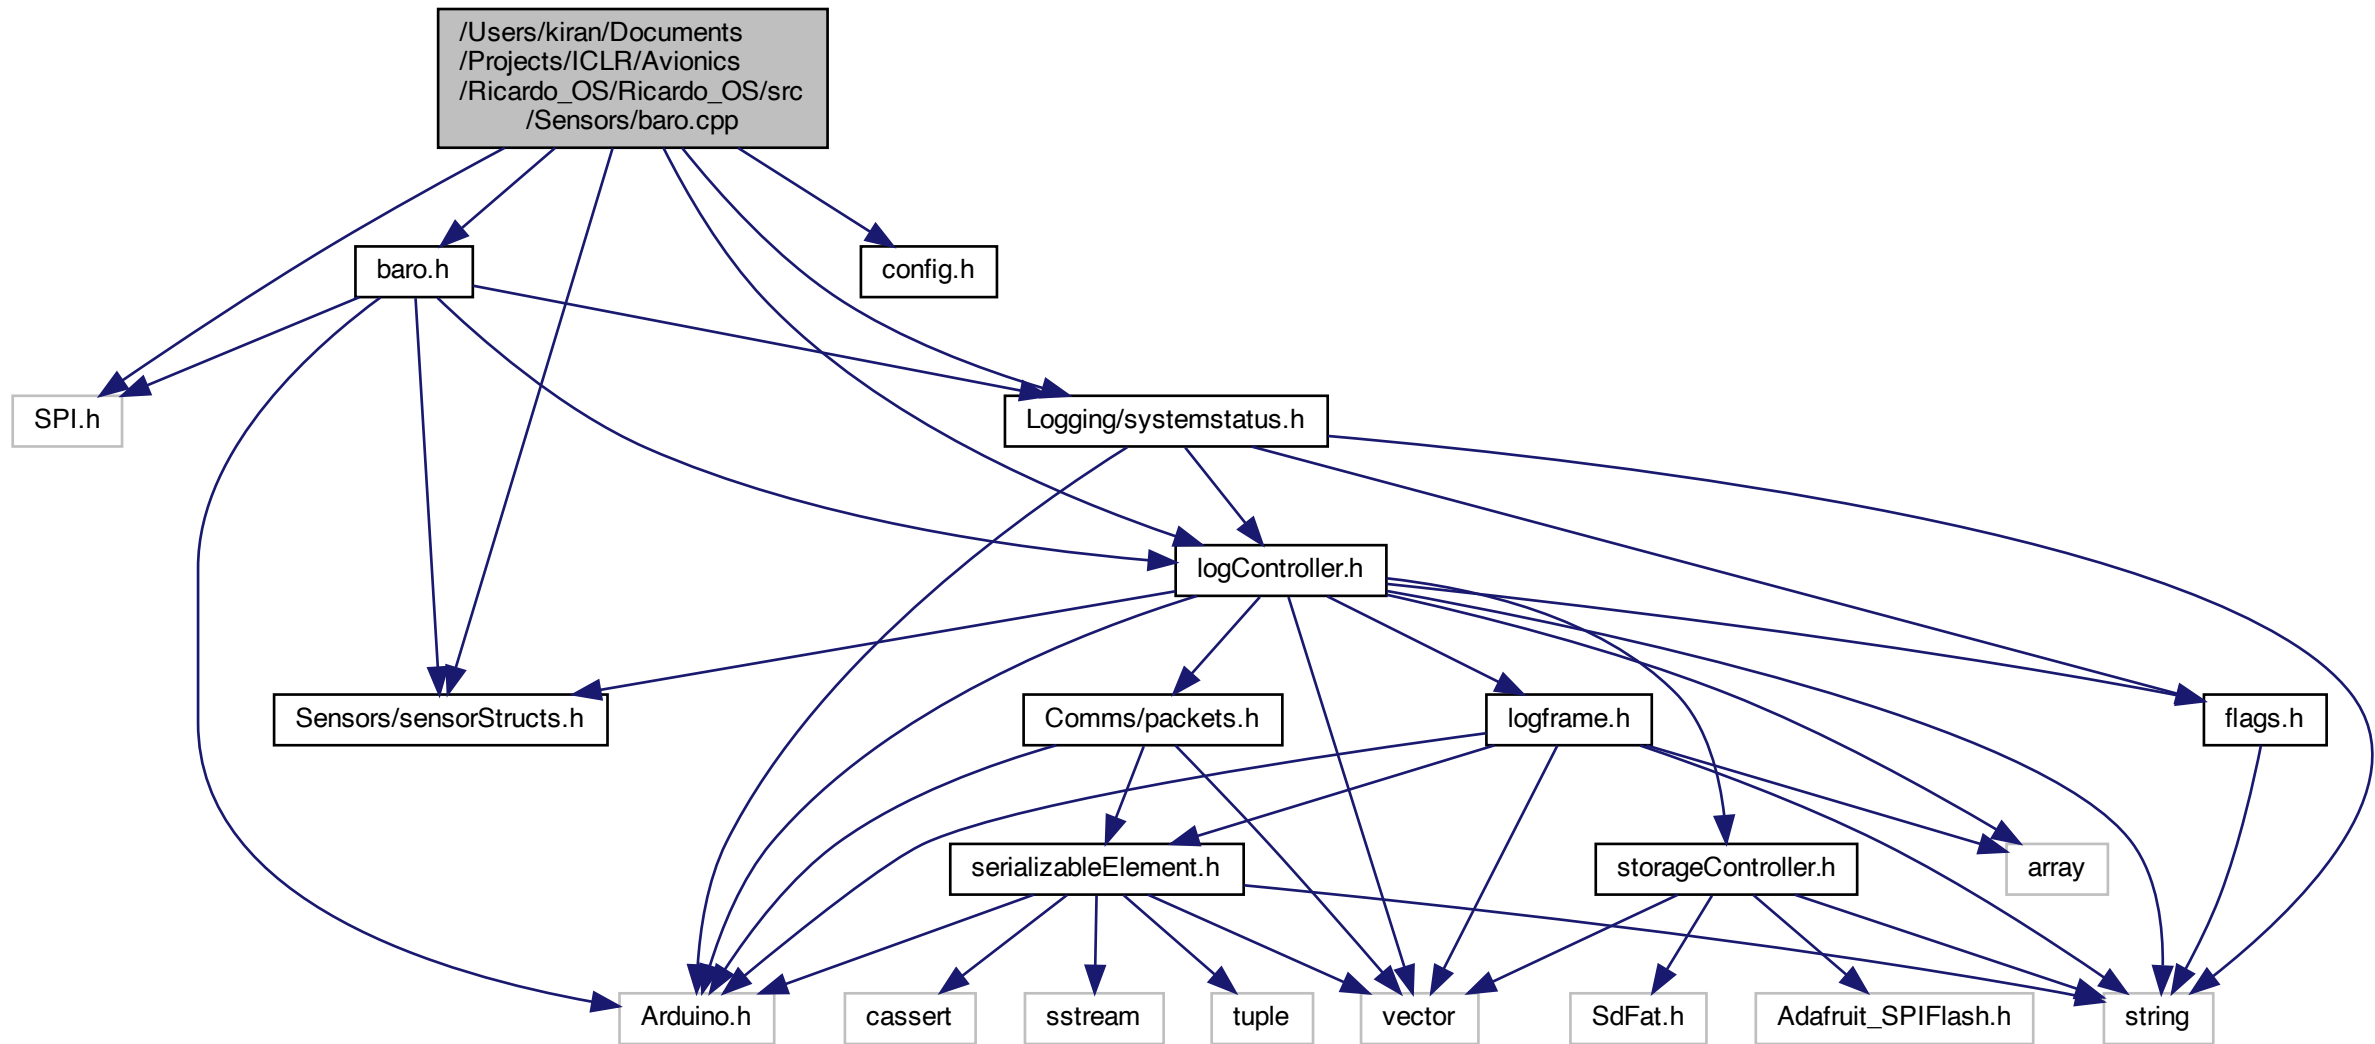 /Users/kiran/Documents
/Projects/ICLR/Avionics
/Ricardo_OS/Ricardo_OS/src
/Sensors/baro.cpp
baro.h
config.h
SPI.h
Logging/systemstatus.h
logController.h
Sensors/sensorStructs.h
Comms/packets.h
logframe.h
flags.h
serializableElement.h
storageController.h
array
Arduino.h
cassert
sstream
tuple
vector
SdFat.h
Adafruit_SPIFlash.h
string